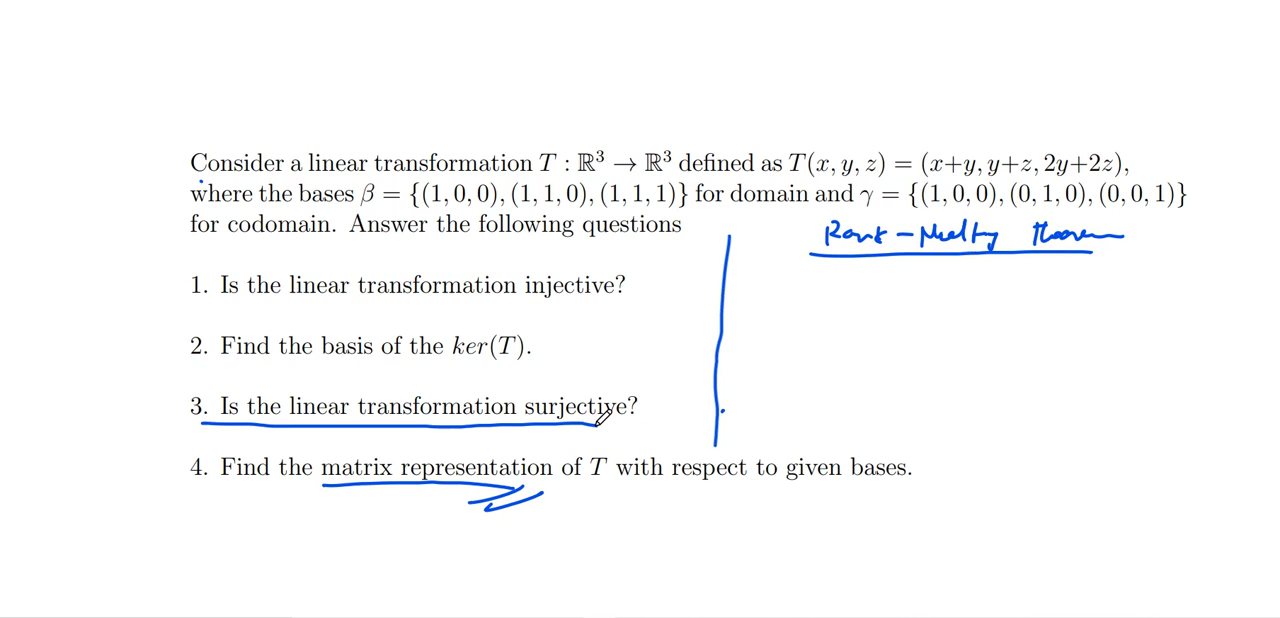 Consider a linear transformation T : ℝ³ → ℝ³ defined as T(x, y, z) = (x+y, y+z, 2y+2z),
where the bases β = {(1, 0, 0), (1, 1, 0), (1, 1, 1)} for domain and γ = {(1, 0, 0), (0, 1, 0), (0, 0, 1)}
for codomain. Answer the following questions
Rank - Nullity Theorem
1. Is the linear transformation injective?
2. Find the basis of the ker(T).
3. Is the linear transformation surjective?
4. Find the matrix representation of T with respect to given bases.